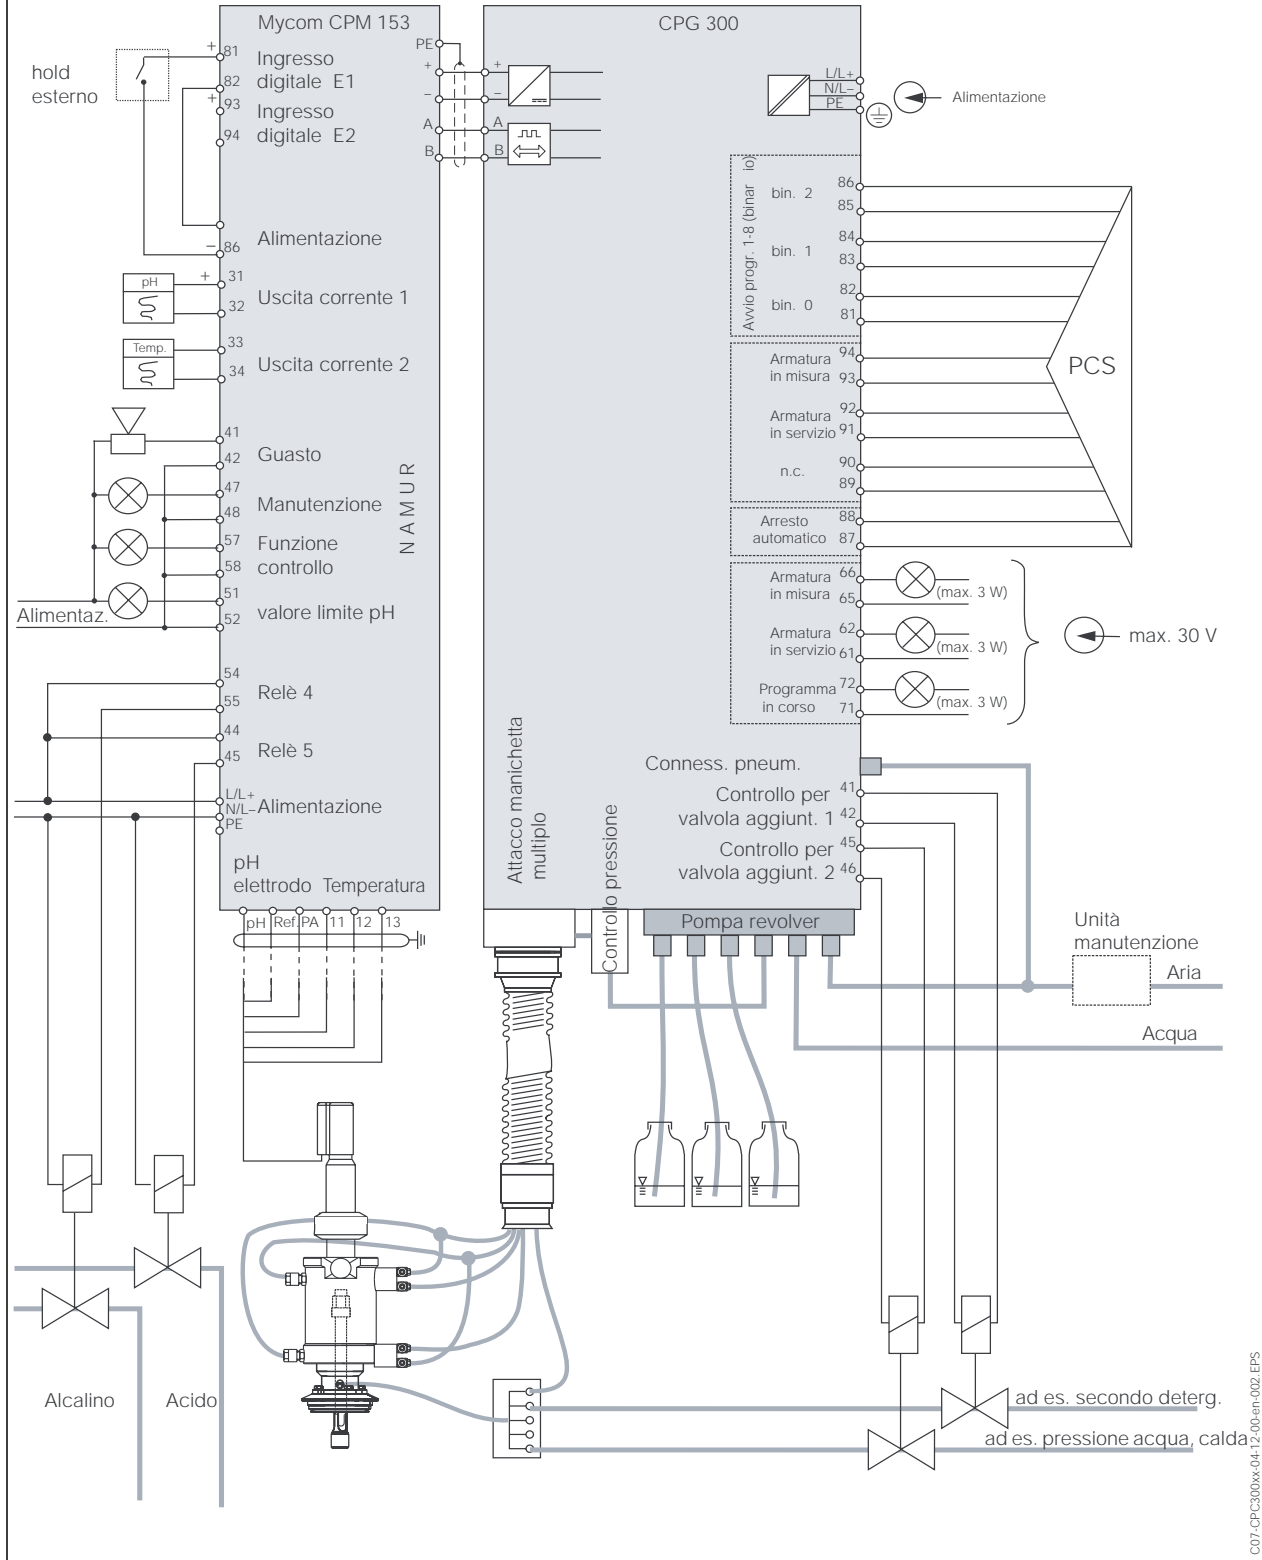 Mycom CPM 153
CPG 300
PE
+
−
A
B
+
−
A
B
hold
esterno
+
81
Ingresso
82
digitale E1
+
93
Ingresso
94
digitale E2
Alimentazione
−
86
pH
+
31
32
Uscita corrente 1
Temp.
33
34
Uscita corrente 2
41
42
Guasto
47
48
Manutenzione
57
Funzione
58
controllo
51
52
valore limite pH
Alimentaz.
NAMUR
54
55
Relè 4
44
45
Relè 5
L/L+
N/L−
PE
Alimentazione
pH
elettrodo
Temperatura
pH
Ref.
PA
11
12
13
Alcalino
Acido
L/L+
N/L−
PE
Alimentazione
Avvio progr. 1-8 (binar io)
bin. 2
86
85
bin. 1
84
83
bin. 0
82
81
PCS
Armatura
in misura
94
93
Armatura
in servizio
92
91
n.c.
90
89
Arresto
automatico
88
87
Armatura
in misura
66
65
(max. 3 W)
Armatura
in servizio
62
61
(max. 3 W)
Programma
in corso
72
71
(max. 3 W)
max. 30 V
Conness. pneum.
Controllo per
valvola aggiunt. 1
41
42
Controllo per
valvola aggiunt. 2
45
46
Attacco manichetta
multiplo
Controllo pressione
Pompa revolver
Unità
manutenzione
Aria
Acqua
ad es. secondo deterg.
ad es. pressione acqua, calda
C07-CPC300xx-04-12-00-en-002.EPS